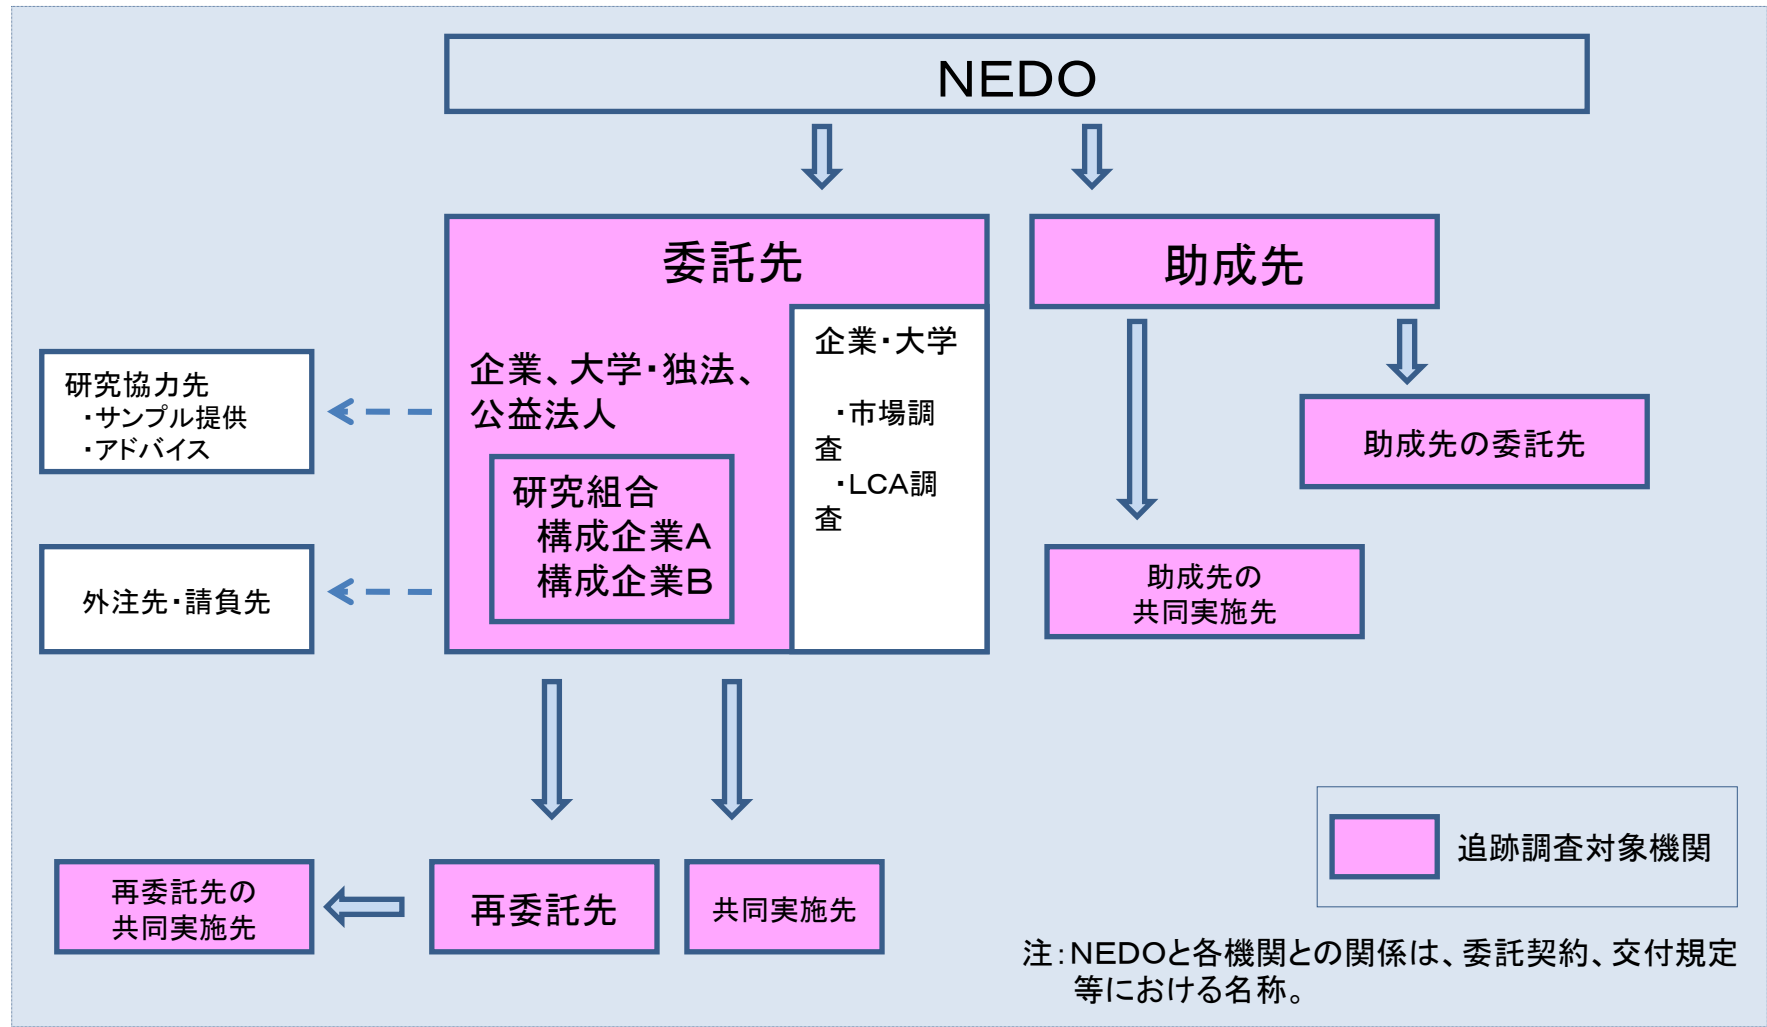 NEDO
委託先
助成先
企業、大学・独法、
公益法人
研究組合
構成企業A
構成企業B
企業・大学
・市場調
査
・LCA調
査
研究協力先
・サンプル提供
・アドバイス
外注先・請負先
助成先の委託先
助成先の
共同実施先
再委託先の
共同実施先
再委託先
共同実施先
追跡調査対象機関
注:NEDOと各機関との関係は、委託契約、交付規定
等における名称。